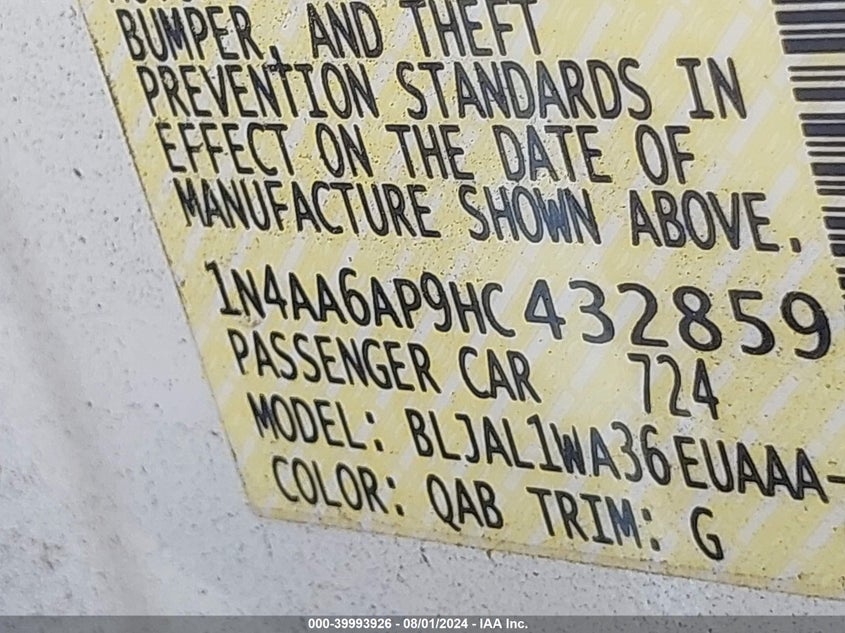 BUMPER, AND THEFT
PREVENTION STANDARDS IN
EFFECT ON THE DATE OF
MANUFACTURE SHOWN ABOVE.
1N4AA6AP9HC432859
PASSENGER CAR 724
MODEL: BLJAL1WA36EUAAA-
COLOR: QAB TRIM: G
000-39993926 - 08/01/2024 - IAA Inc.